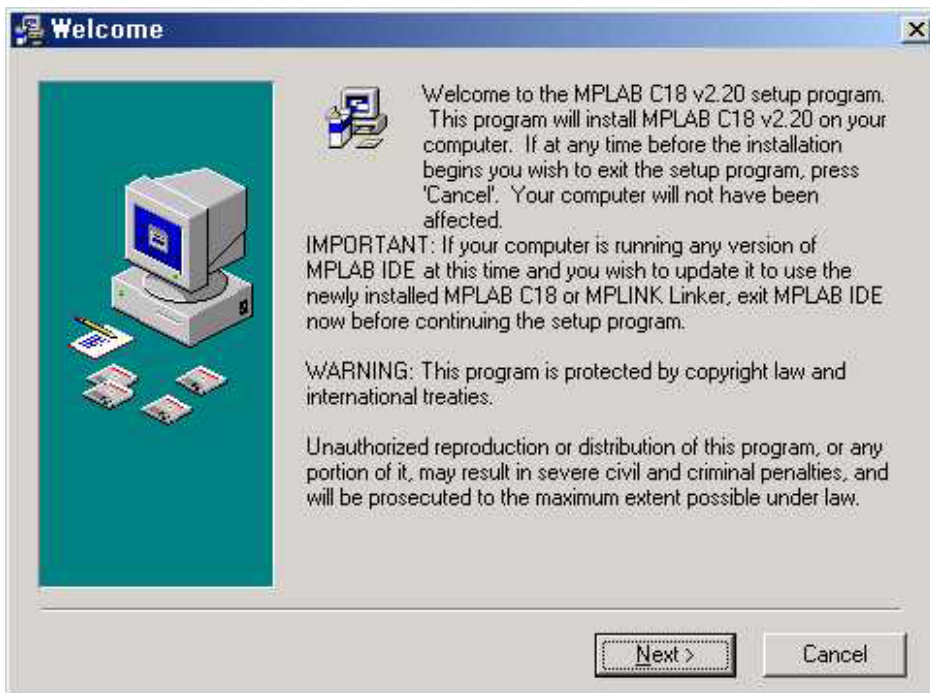 Welcome
Welcome to the MPLAB C18 v2.20 setup program.
This program will install MPLAB C18 v2.20 on your
computer.  If at any time before the installation
begins you wish to exit the setup program, press
'Cancel'.  Your computer will not have been
affected.
IMPORTANT: If your computer is running any version of
MPLAB IDE at this time and you wish to update it to use the
newly installed MPLAB C18 or MPLINK Linker, exit MPLAB IDE
now before continuing the setup program.
WARNING: This program is protected by copyright law and
international treaties.
Unauthorized reproduction or distribution of this program, or any
portion of it, may result in severe civil and criminal penalties, and
will be prosecuted to the maximum extent possible under law.
Next >
Cancel